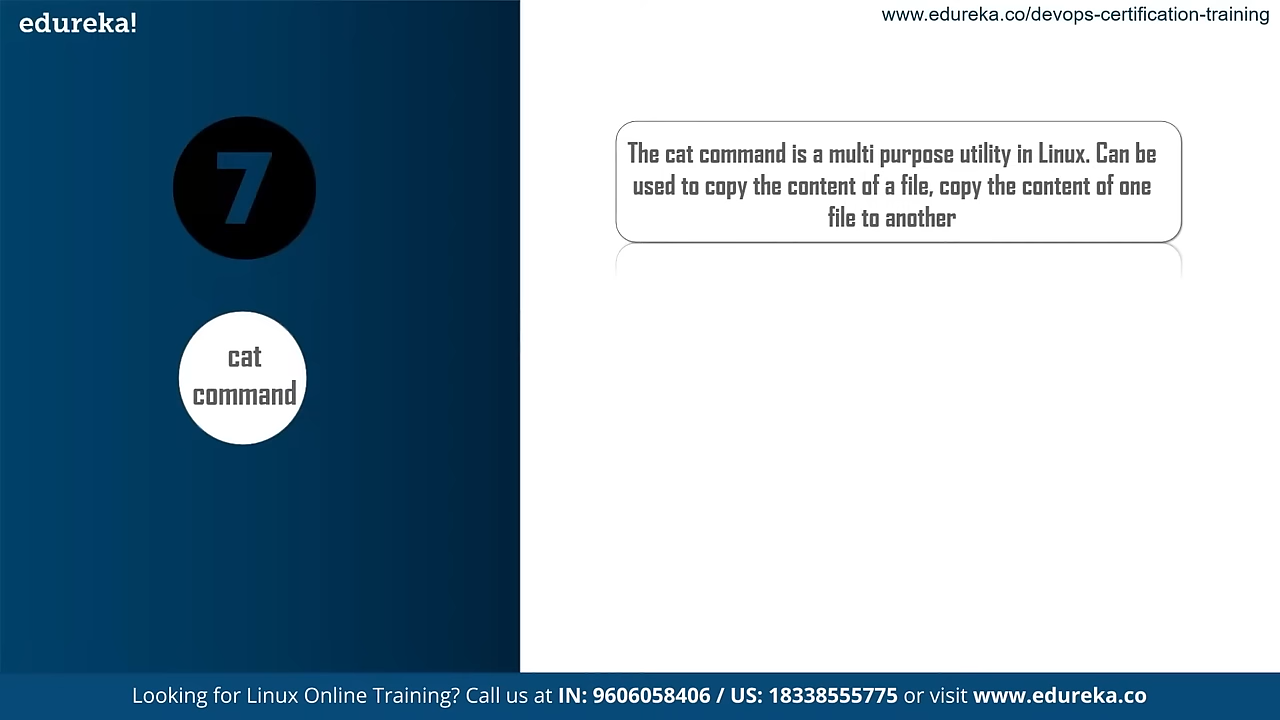 edureka!
www.edureka.co/devops-certification-training
7
cat
command
The cat command is a multi purpose utility in Linux. Can be
used to copy the content of a file, copy the content of one
file to another
Looking for Linux Online Training? Call us at IN: 9606058406 / US: 18338555775 or visit www.edureka.co